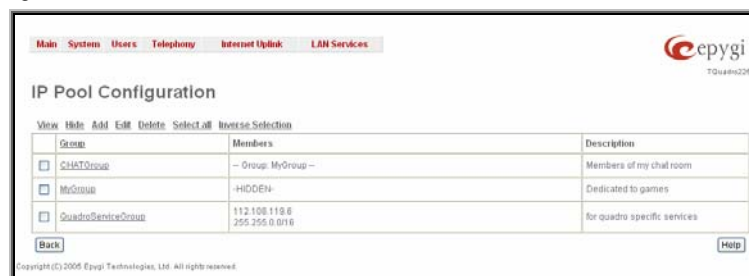 Main System Users Telephony Internet Uplink LAN Services
epygi
IP Pool Configuration
View Hide Add Edit Delete Select all Inverse Selection
Group Members Description
CHATGroup -- Group: MyGroup -- Members of my chat room
MyGroup -HIDDEN- Dedicated to games
QuadroServiceGroup 112.108.119.6 for quadro specific services
255.255.0.0/16
Back Help
Copyright (C) 2005 Epygi Technologies, Ltd. All rights reserved.